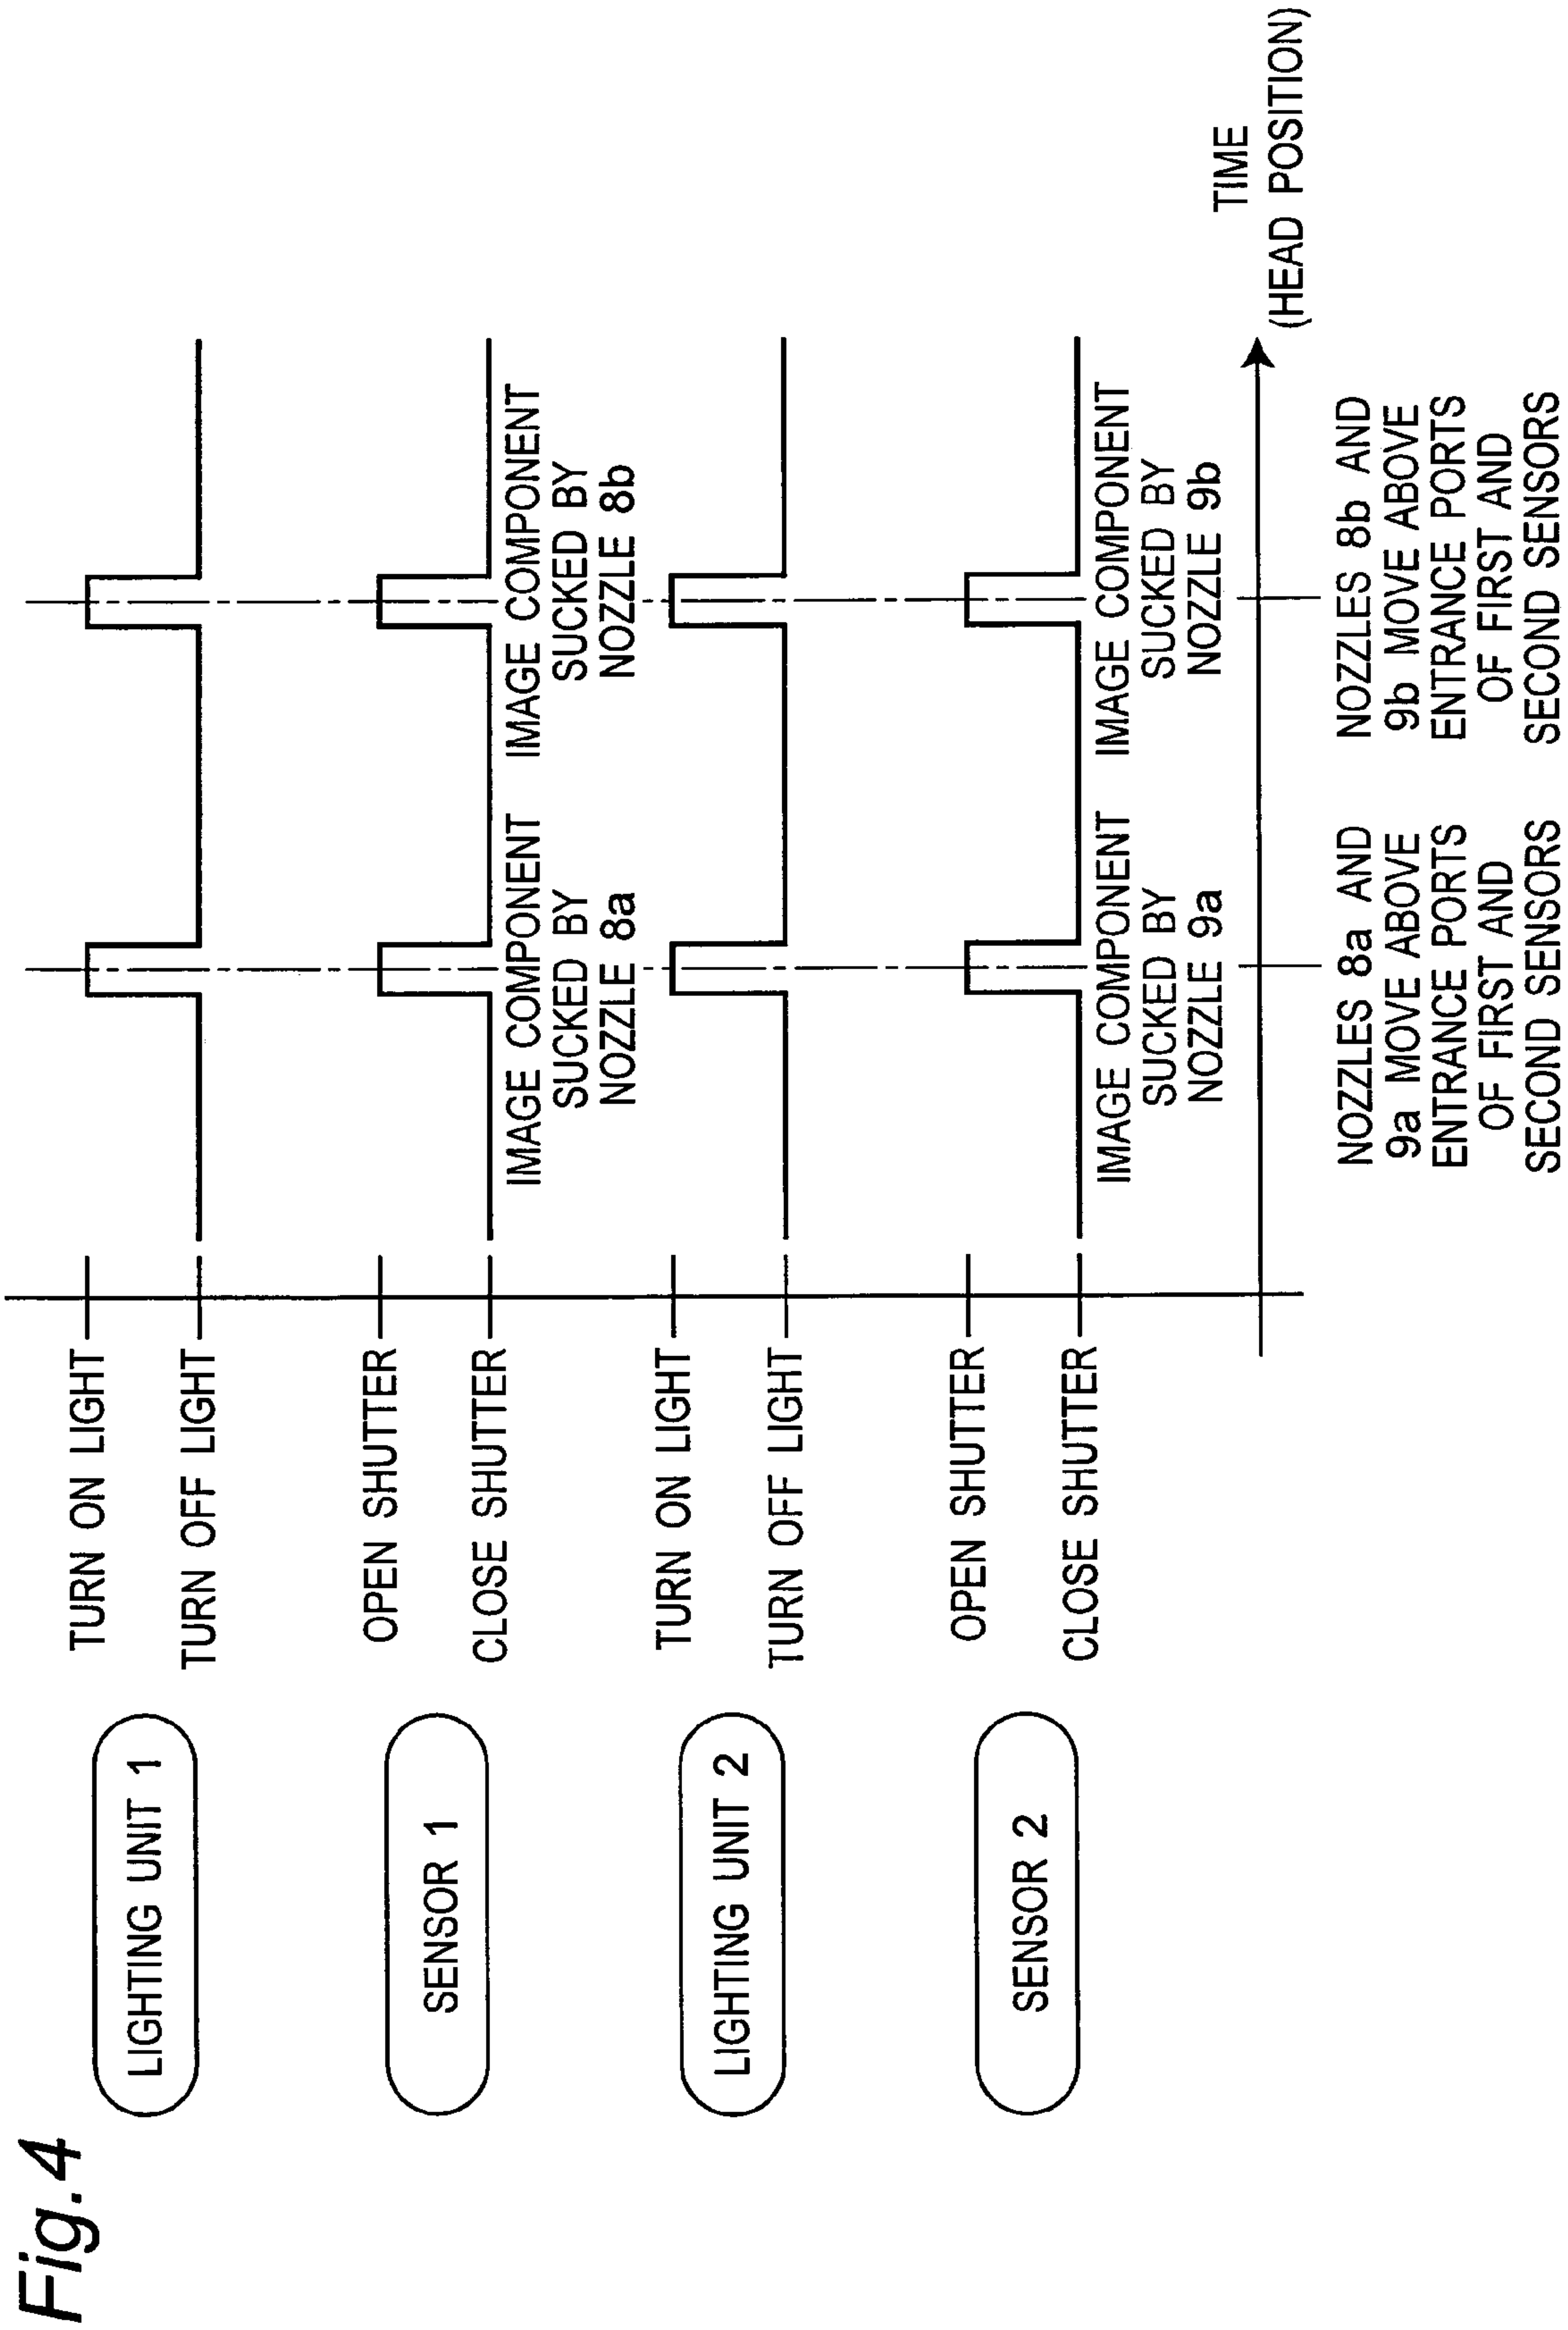 Fig.4
LIGHTING UNIT 1
TURN ON LIGHT
TURN OFF LIGHT
SENSOR 1
OPEN SHUTTER
CLOSE SHUTTER
IMAGE COMPONENT
SUCKED BY
NOZZLE 8a
IMAGE COMPONENT
SUCKED BY
NOZZLE 8b
LIGHTING UNIT 2
TURN ON LIGHT
TURN OFF LIGHT
SENSOR 2
OPEN SHUTTER
CLOSE SHUTTER
IMAGE COMPONENT
SUCKED BY
NOZZLE 9a
IMAGE COMPONENT
SUCKED BY
NOZZLE 9b
TIME
(HEAD POSITION)
NOZZLES 8a AND
9a MOVE ABOVE
ENTRANCE PORTS
OF FIRST AND
SECOND SENSORS
NOZZLES 8b AND
9b MOVE ABOVE
ENTRANCE PORTS
OF FIRST AND
SECOND SENSORS